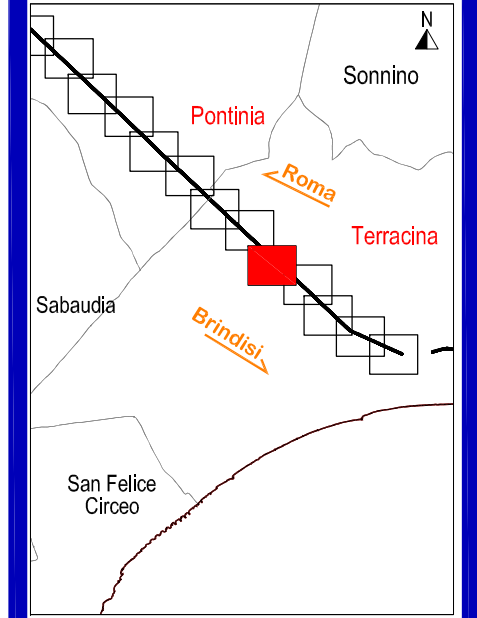 N
Sonnino
Pontinia
Roma
Terracina
Sabaudia
Brindisi
San Felice
Circeo